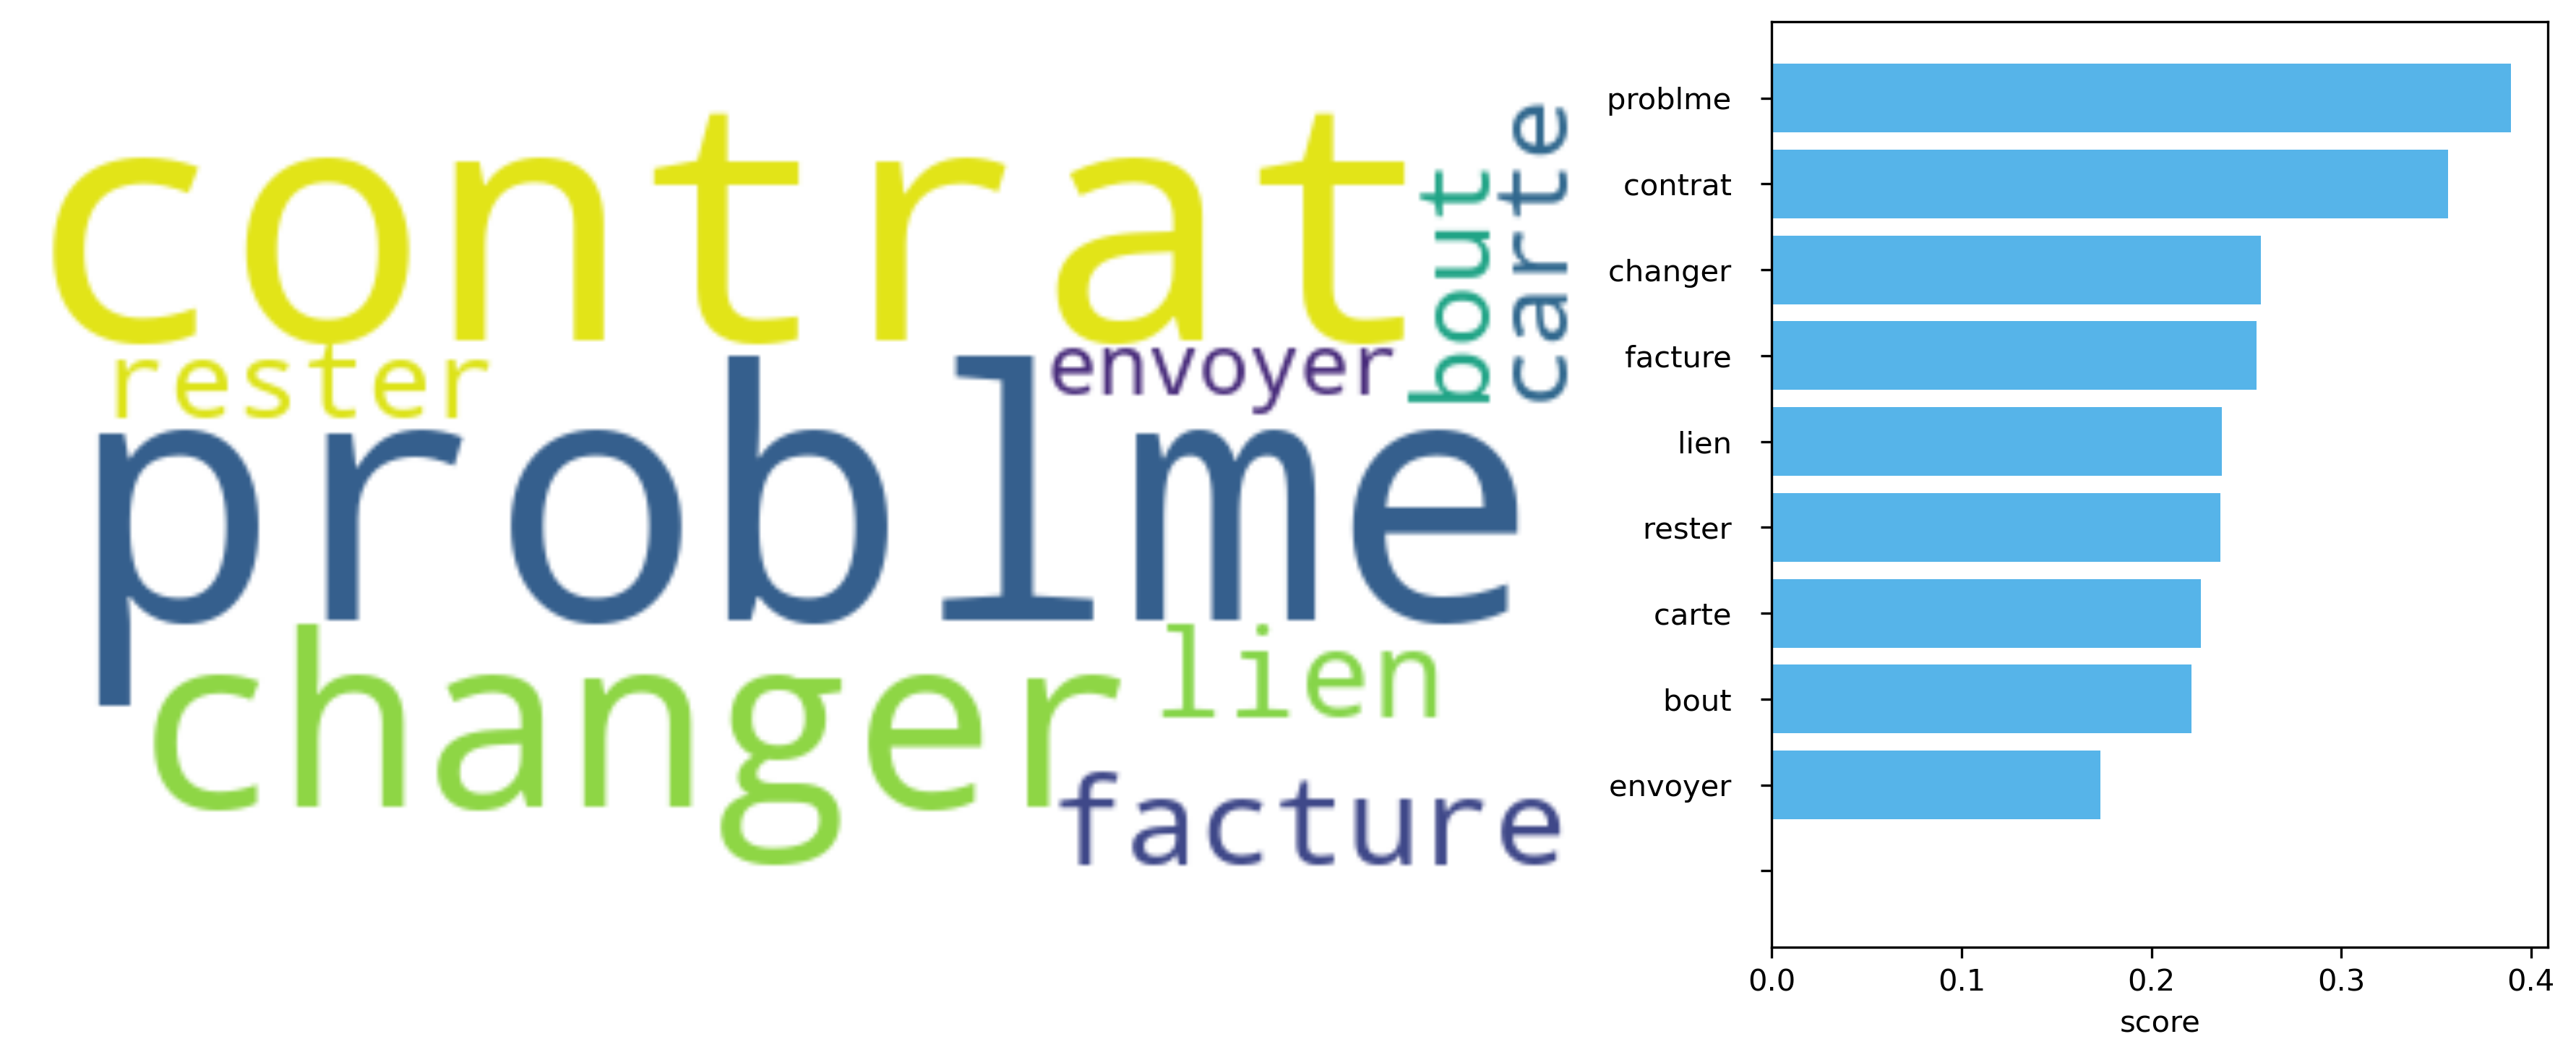 contrat
bout
carte
rester
envoyer
problme
changer
lien
facture
problme
contrat
changer
facture
lien
rester
carte
bout
envoyer
0.0 0.1 0.2 0.3 0.4
score